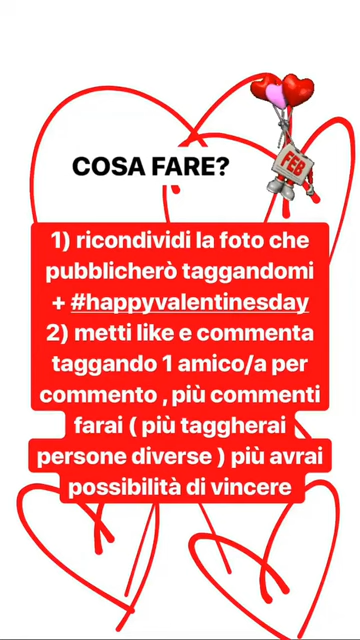 COSA FARE?
FEB
1) ricondividi la foto che
pubblicherò taggandomi
+ #happyvalentinesday
2) metti like e commenta
taggando 1 amico/a per
commento , più commenti
farai ( più taggherai
persone diverse ) più avrai
possibilità di vincere